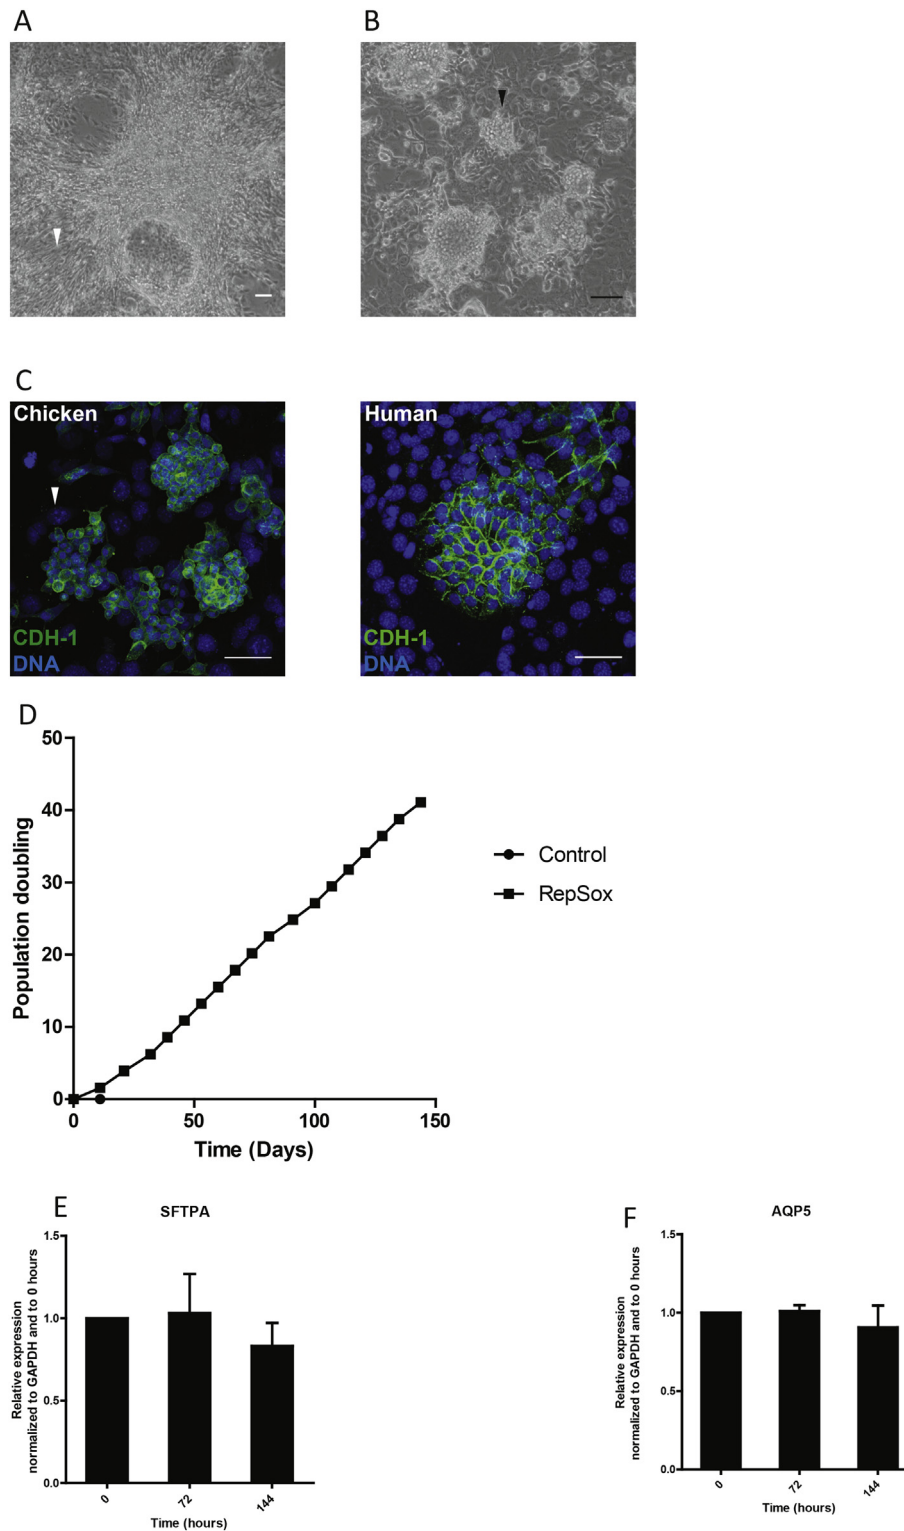 A
B
C
Chicken
CDH-1
DNA
Human
CDH-1
DNA
D
50
40
30
20
10
0
Population doubling
0
50
100
150
Time (Days)
Control
RepSox
E
SFTPA
1.5
1.0
0.5
0.0
Relative expression
normalized to GAPDH and to 0 hours
0
72
144
Time (hours)
F
AQP5
1.5
1.0
0.5
0.0
Relative expression
normalized to GAPDH and to 0 hours
0
72
144
Time (hours)